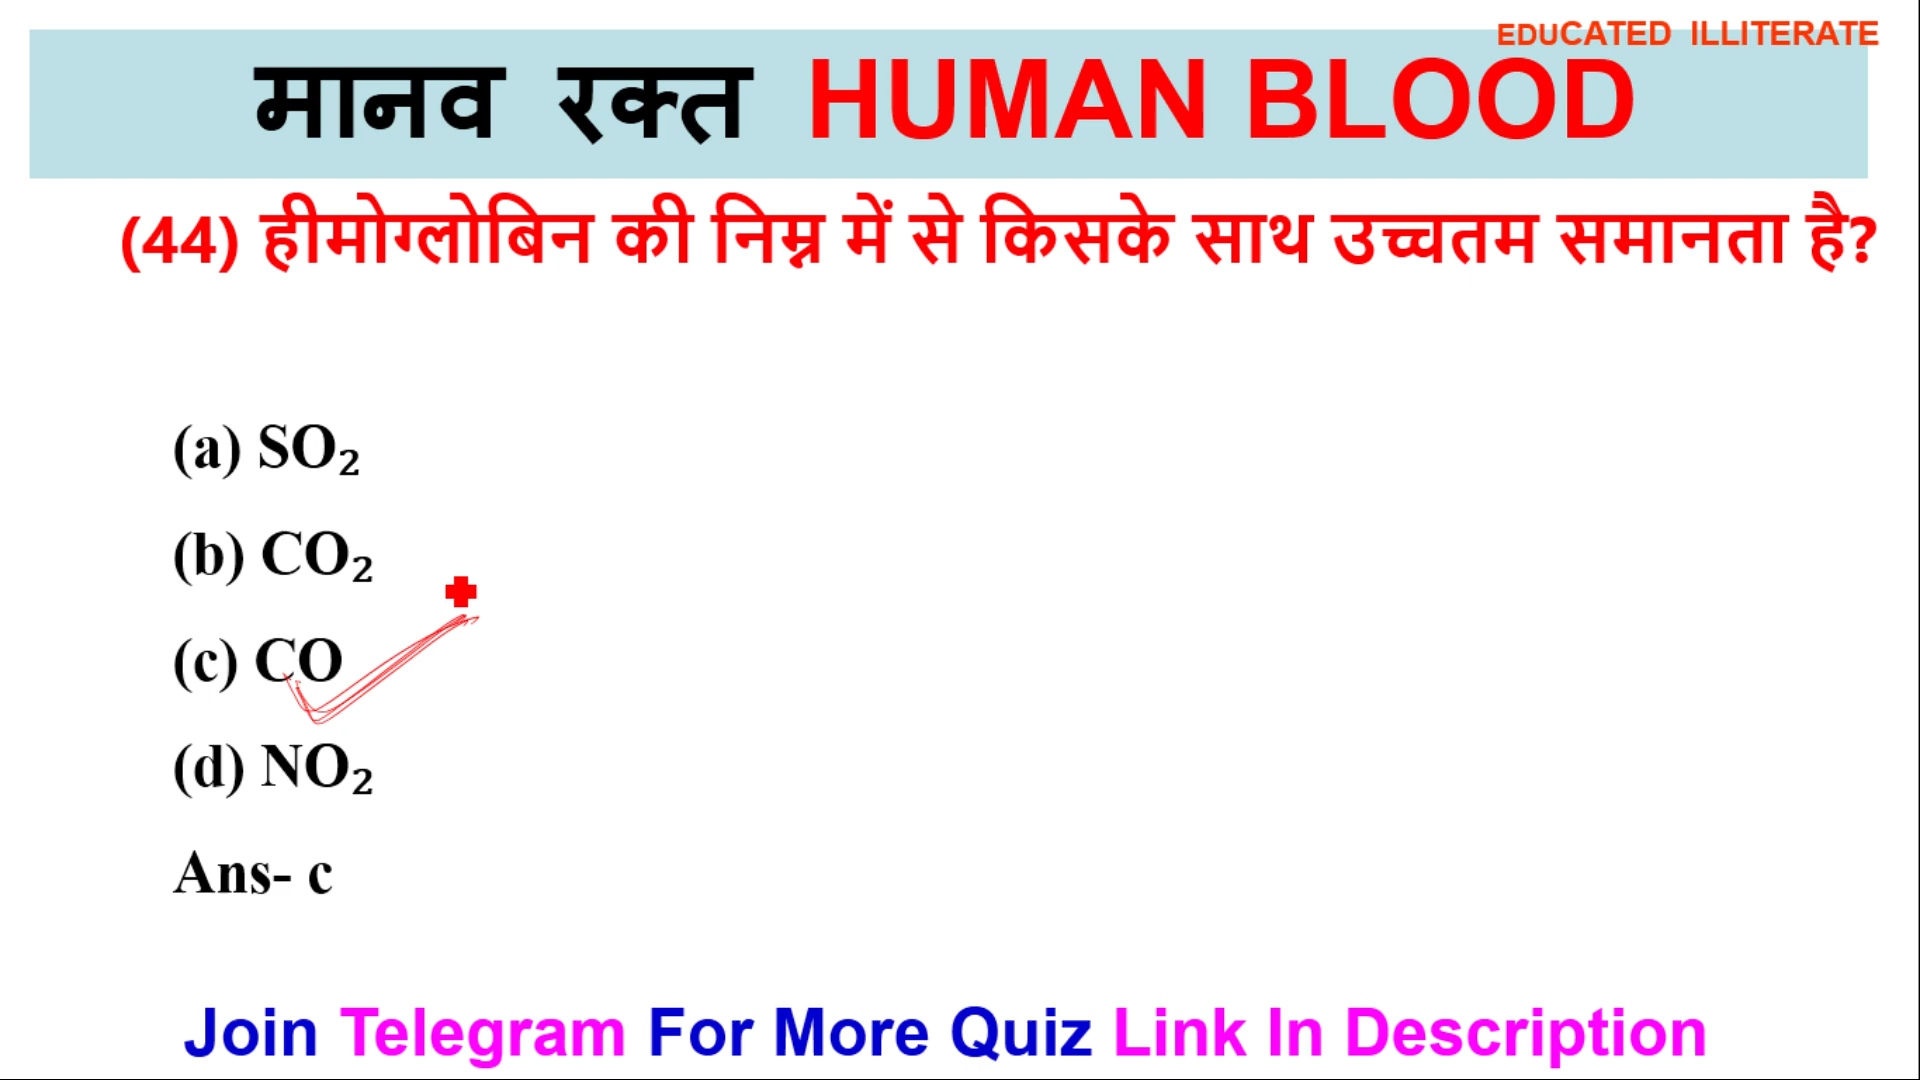 EDUCATED ILLITERATE
मानव रक्त HUMAN BLOOD
(44) हीमोग्लोबिन की निम्न में से किसके साथ उच्चतम समानता है?
(a) SO₂
(b) CO₂
(c) CO
(d) NO₂
Ans- c
Join Telegram For More Quiz Link In Description